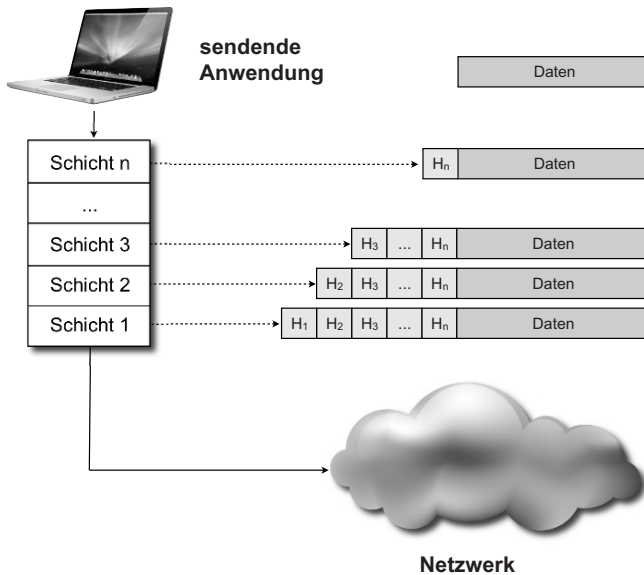 sendende
Anwendung
Daten
Schicht n
Hn
Daten
...
Schicht 3
H3 ... Hn
Daten
Schicht 2
H2 H3 ... Hn
Daten
Schicht 1
H1 H2 H3 ... Hn
Daten
Netzwerk